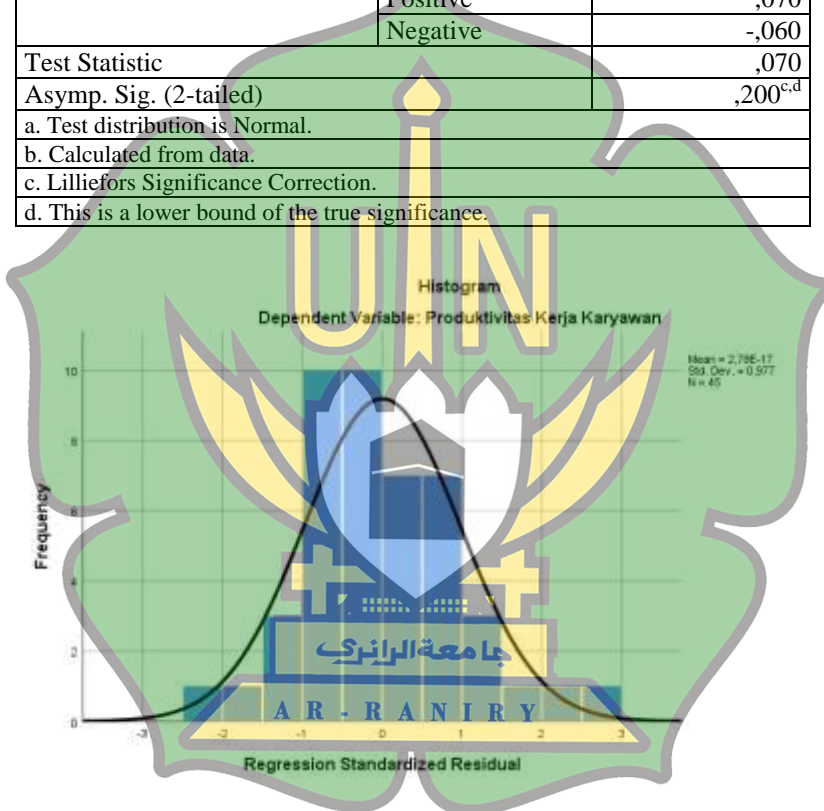 Positive ,070
Negative -,060
Test Statistic ,070
Asymp. Sig. (2-tailed) ,200c,d
a. Test distribution is Normal.
b. Calculated from data.
c. Lilliefors Significance Correction.
d. This is a lower bound of the true significance.
UIN
Histogram
Dependent Variable: Produktivitas Kerja Karyawan
Mean = 2,78E-17
Std. Dev. = 0,977
N = 45
Frequency
10
8
6
4
2
0
جامعة الرانري
AR-RANIRY
-3 -2 -1 0 1 2 3
Regression Standardized Residual